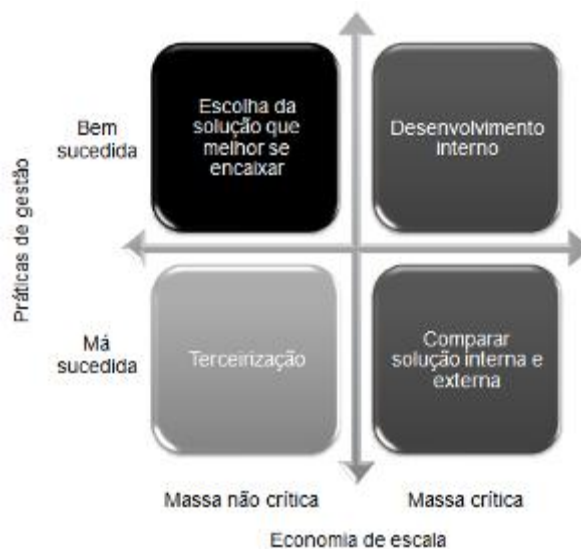 Práticas de gestão
Bem
sucedida
Escolha da
solução que
melhor se
encaixar
Desenvolvimento
interno
Má
sucedida
Terceirização
Comparar
solução interna e
externa
Massa não crítica
Massa crítica
Economia de escala